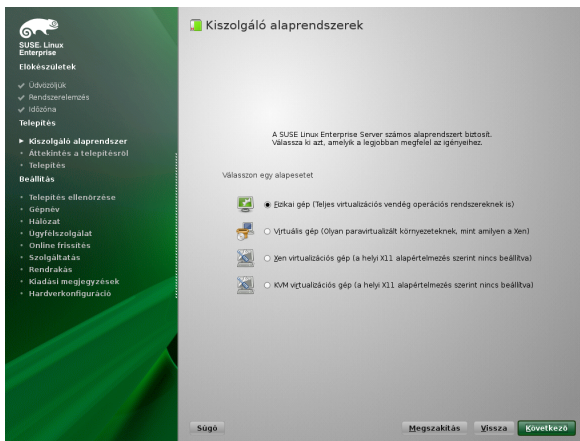 SUSE. Linux
Enterprise
Előkészületek
Üdvözöljük
Rendszerelemzés
Időzóna
Telepítés
Kiszolgáló alaprendszer
Áttekintés a telepítésről
Telepítés
Beállítás
Telepítés ellenőrzése
Gépnév
Hálózat
Ügyfélszolgálat
Online frissítés
Szolgáltatás
Rendrakás
Kiadási megjegyzések
Hardverkonfiguráció
Kiszolgáló alaprendszerek
A SUSE Linux Enterprise Server számos alaprendszert biztosít.
Válassza ki azt, amelyik a legjobban megfelel az igényeihez.
Válasszon egy alapesetet
Fizikai gép (Teljes virtualizációs vendég operációs rendszereknek is)
Virtuális gép (Olyan paravirtualizált környezeteknek, mint amilyen a Xen)
Xen virtualizációs gép (a helyi X11 alapértelmezés szerint nincs beállítva)
KVM virtualizációs gép (a helyi X11 alapértelmezés szerint nincs beállítva)
Súgó
Megszakítás
Vissza
Következő